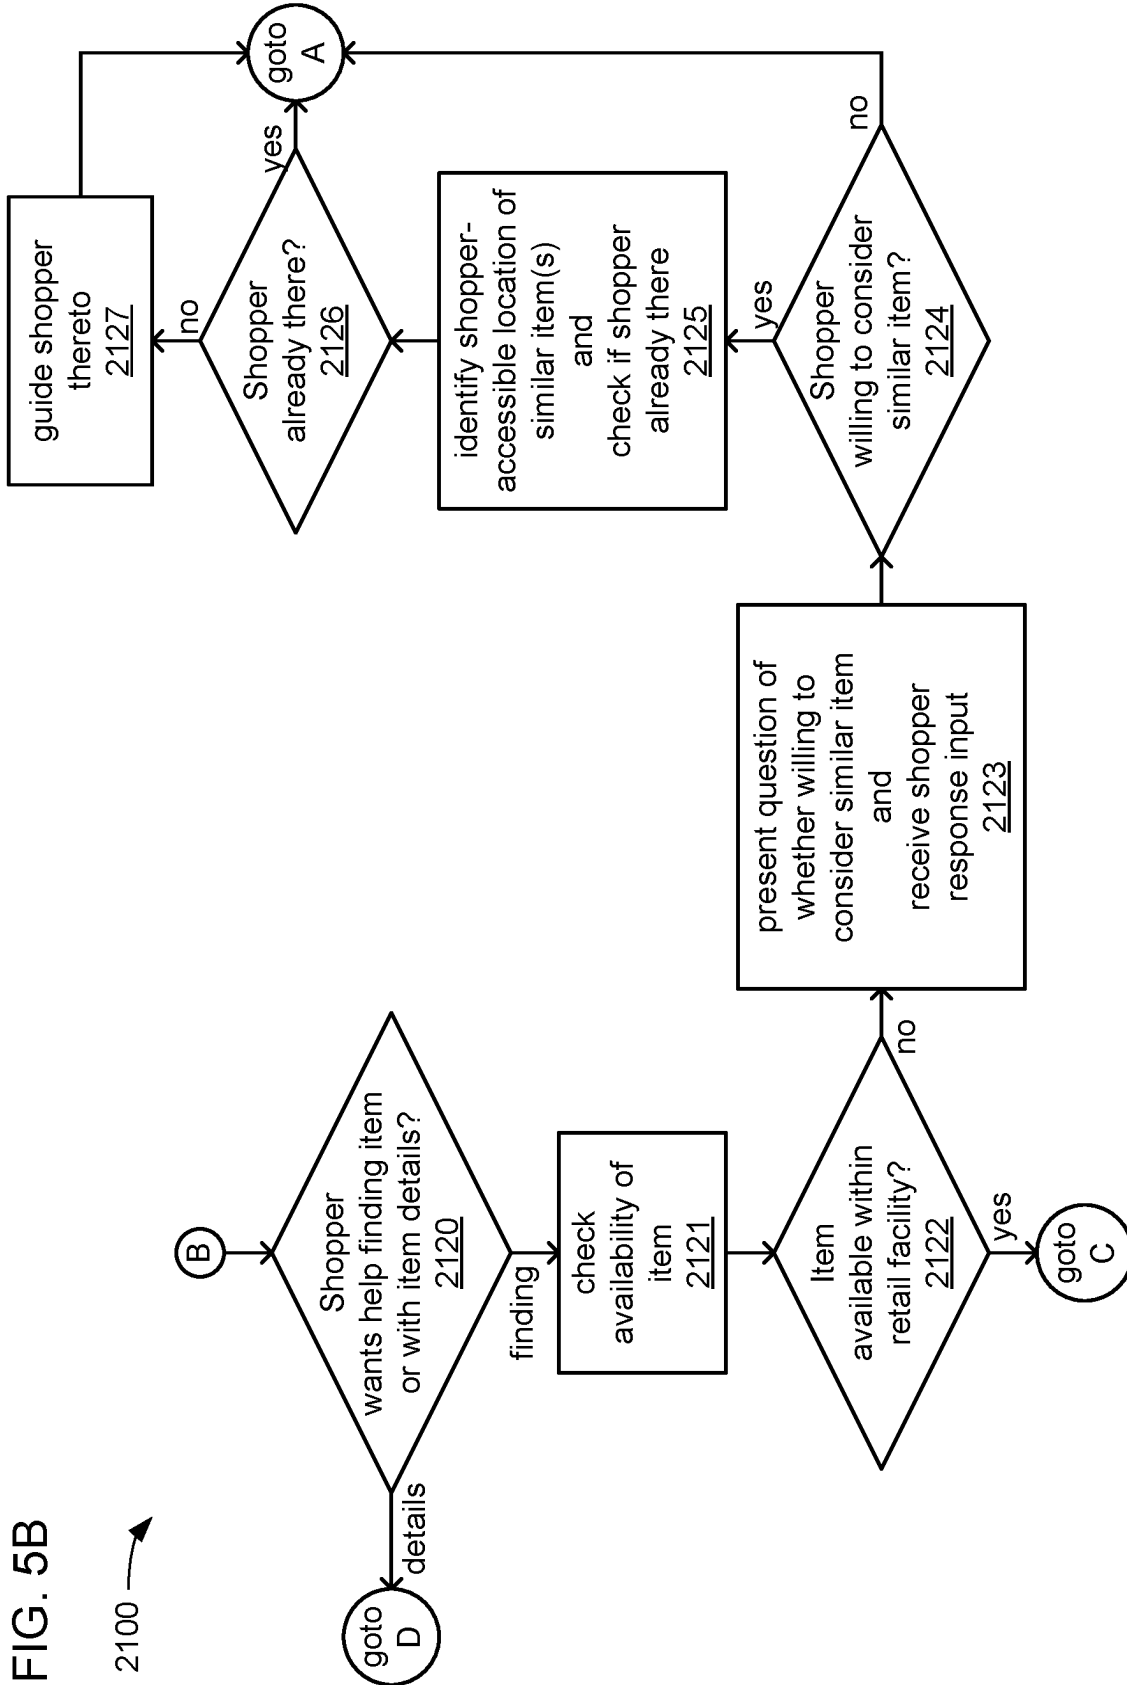 FIG. 5B
2100
B
Shopper
wants help finding item
or with item details?
2120
details
goto
D
finding
check
availability of
item
2121
Item
available within
retail facility?
2122
yes
goto
C
no
present question of
whether willing to
consider similar item
and
receive shopper
response input
2123
Shopper
willing to consider
similar item?
2124
no
yes
identify shopper-
accessible location of
similar item(s)
and
check if shopper
already there
2125
Shopper
already there?
2126
yes
no
guide shopper
thereto
2127
goto
A